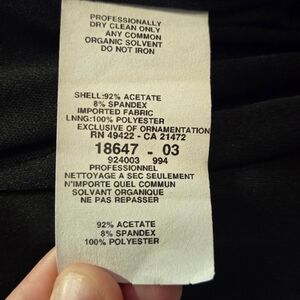 PROFESSIONALLY
DRY CLEAN ONLY
ANY COMMON
ORGANIC SOLVENT
DO NOT IRON
SHELL:92% ACETATE
8% SPANDEX
IMPORTED FABRIC
LNNG:100% POLYESTER
EXCLUSIVE OF ORNAMENTATION
RN 49422 - CA 21472
18647 - 03
924003 994
PROFESSIONNEL
NETTOYAGE A SEC SEULEMENT
N'IMPORTE QUEL COMMUN
SOLVANT ORGANIQUE
NE PAS REPASSER
92% ACETATE
8% SPANDEX
100% POLYESTER